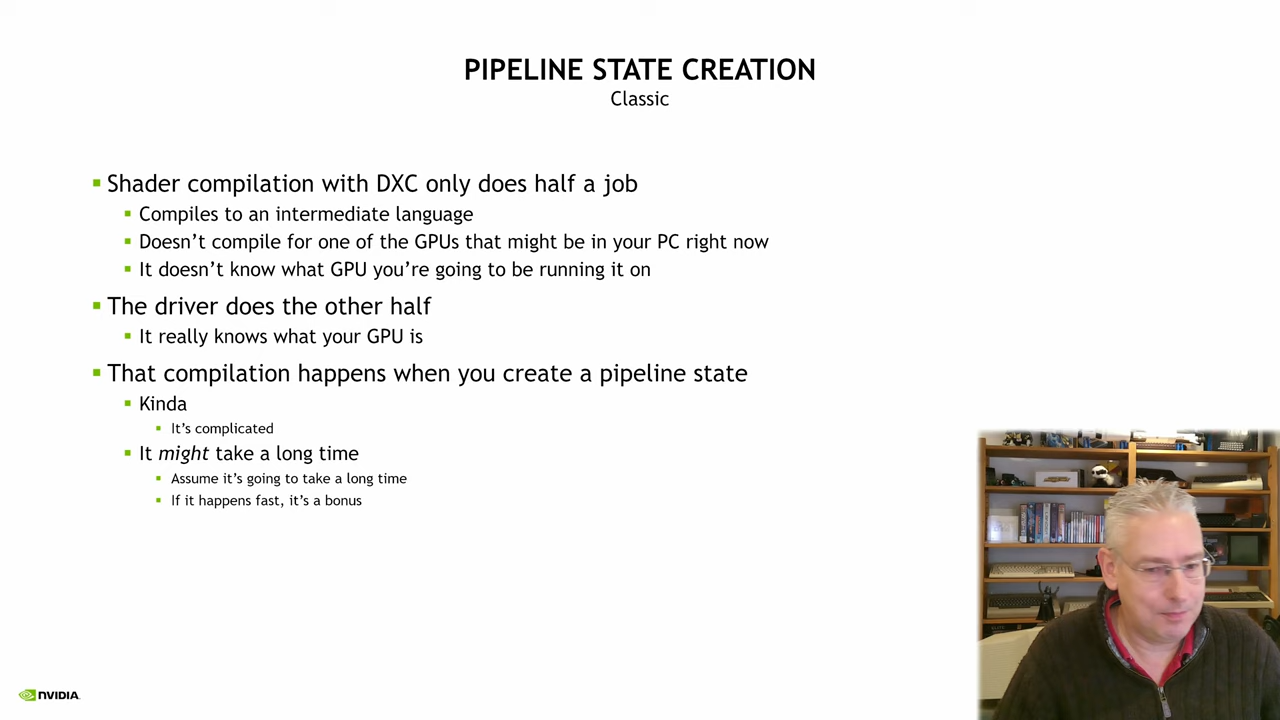 PIPELINE STATE CREATION
Classic
Shader compilation with DXC only does half a job
Compiles to an intermediate language
Doesn’t compile for one of the GPUs that might be in your PC right now
It doesn’t know what GPU you’re going to be running it on
The driver does the other half
It really knows what your GPU is
That compilation happens when you create a pipeline state
Kinda
It’s complicated
It might take a long time
Assume it’s going to take a long time
If it happens fast, it’s a bonus
NVIDIA